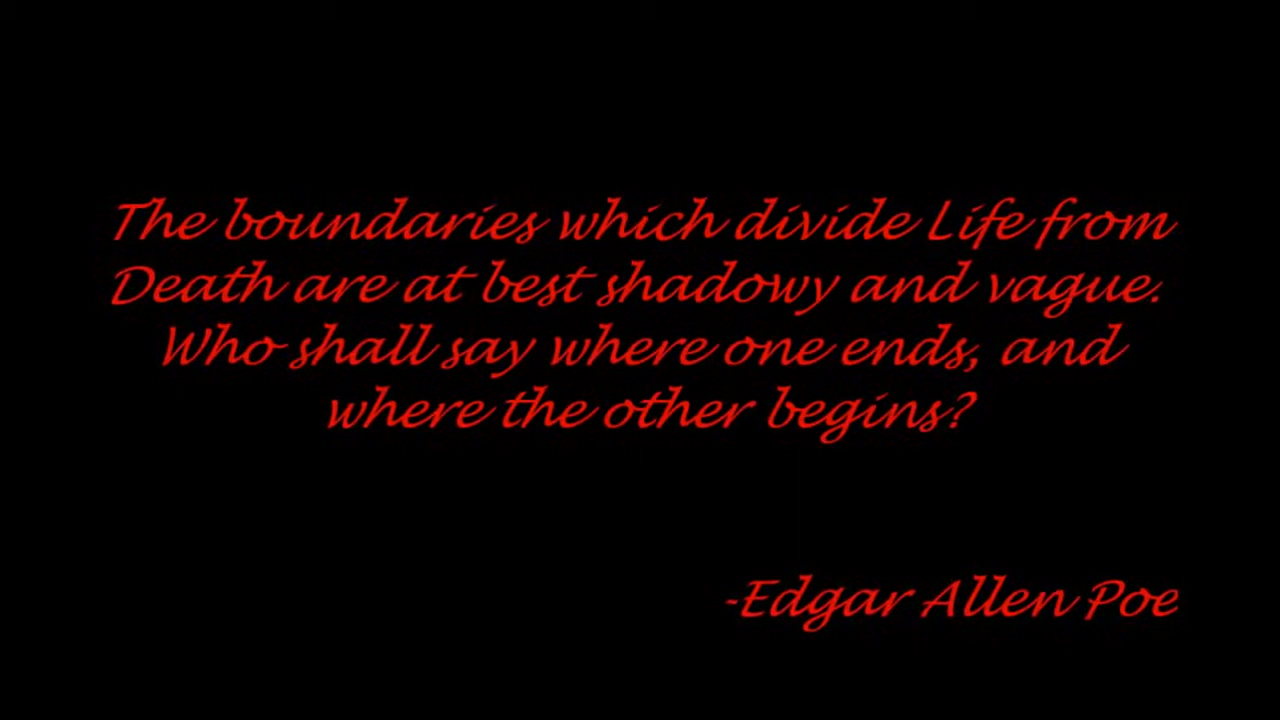 The boundaries which divide Life from
Death are at best shadowy and vague.
Who shall say where one ends, and
where the other begins?
-Edgar Allen Poe